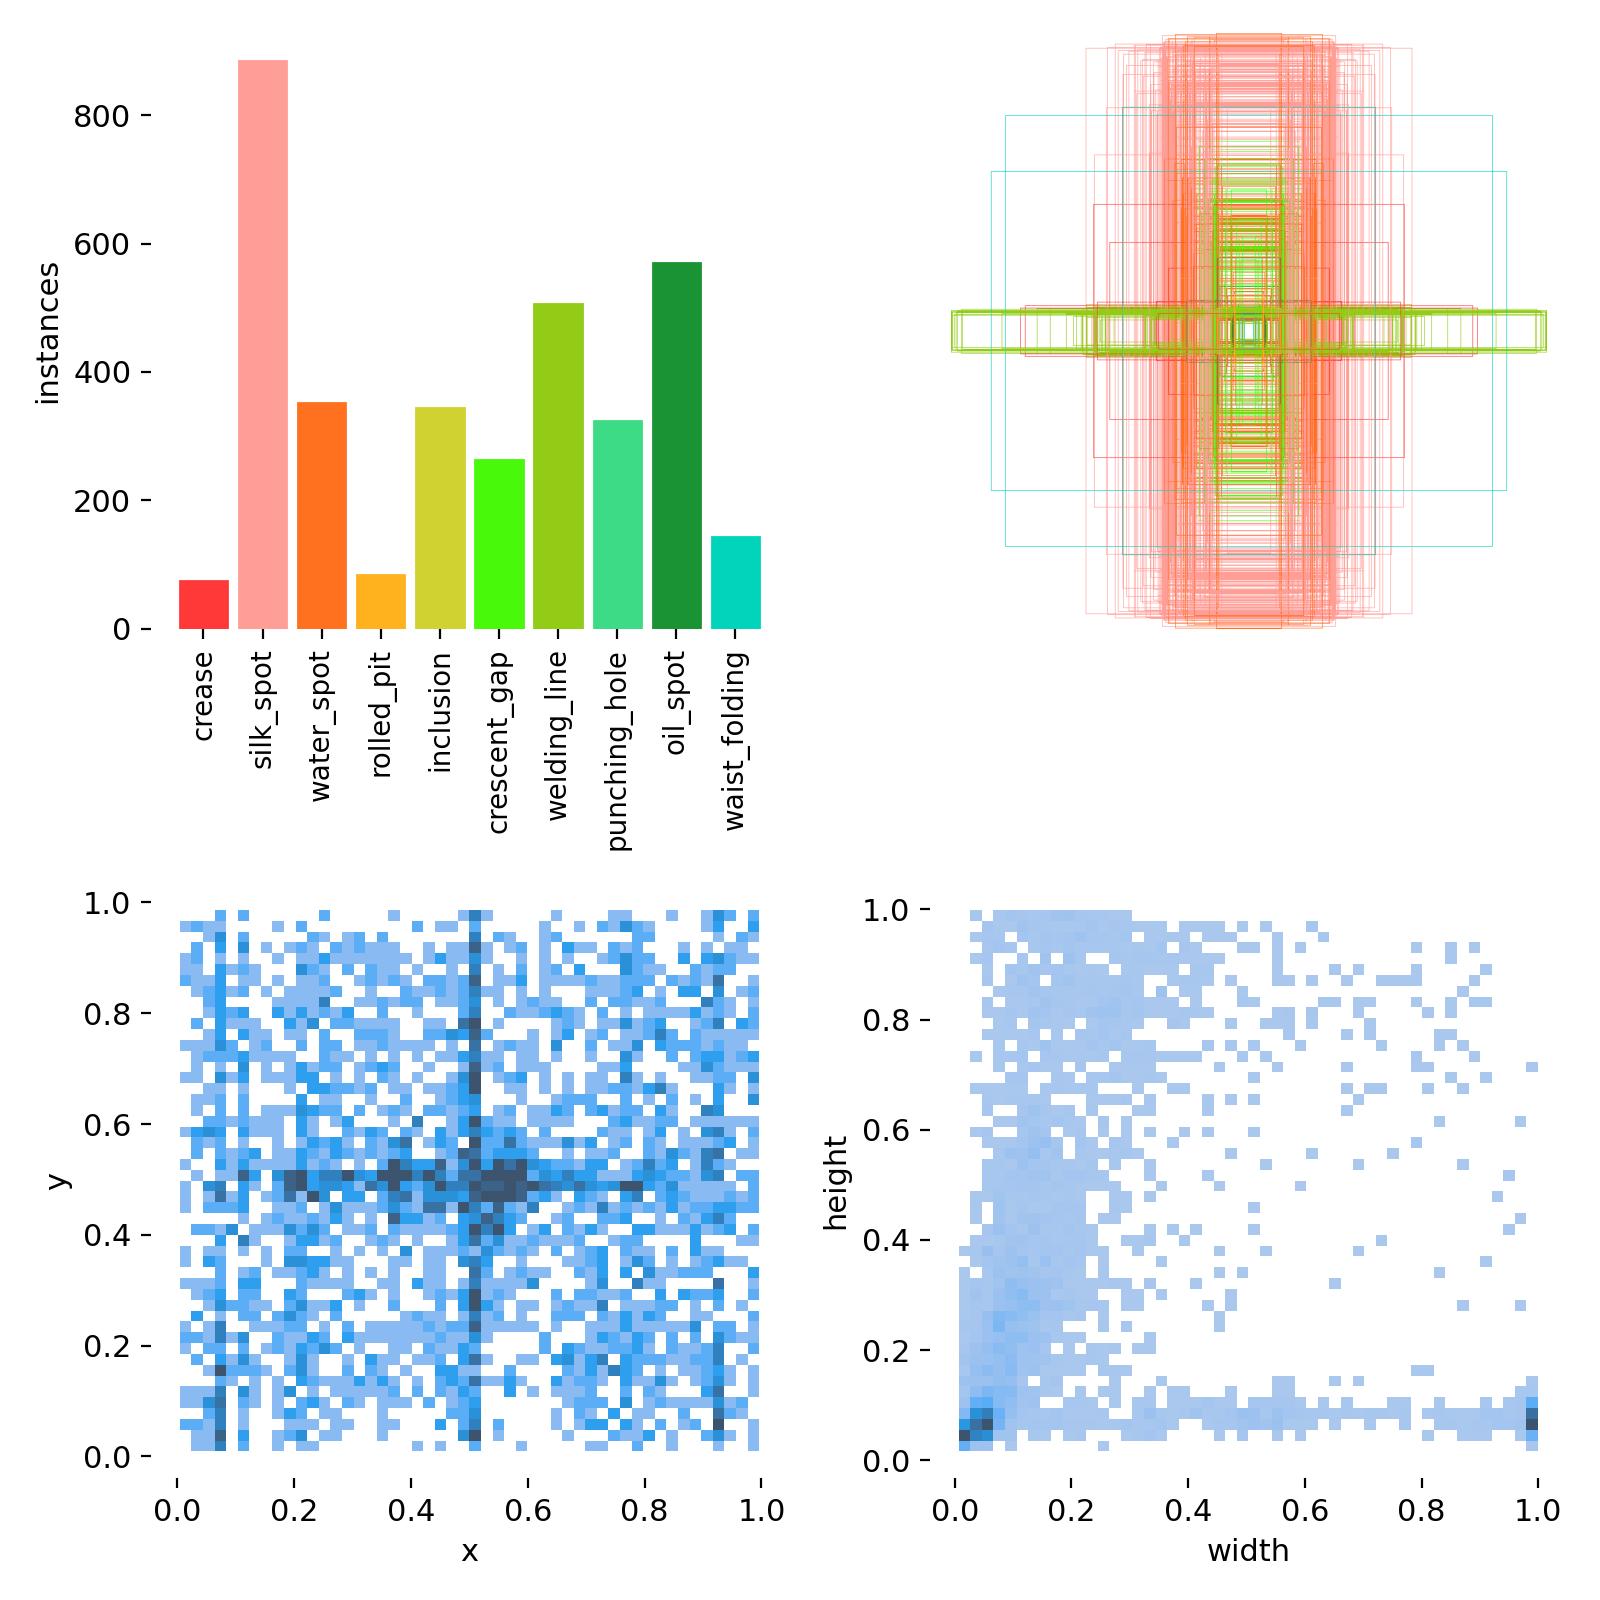 800
600
400
200
0
instances
crease
silk_spot
water_spot
rolled_pit
inclusion
crescent_gap
welding_line
punching_hole
oil_spot
waist_folding
1.0
0.8
0.6
0.4
0.2
0.0
y
0.0 0.2 0.4 0.6 0.8 1.0
x
1.0
0.8
0.6
0.4
0.2
0.0
height
0.0 0.2 0.4 0.6 0.8 1.0
width